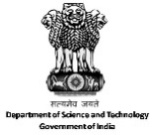 सत्यमेव जयते
Department of Science and Technology
Government of India